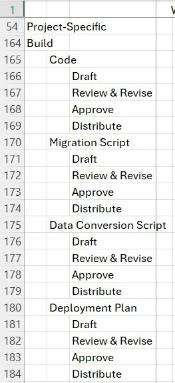 1
54 Project-Specific
164 Build
165 Code
166 Draft
167 Review & Revise
168 Approve
169 Distribute
170 Migration Script
171 Draft
172 Review & Revise
173 Approve
174 Distribute
175 Data Conversion Script
176 Draft
177 Review & Revise
178 Approve
179 Distribute
180 Deployment Plan
181 Draft
182 Review & Revise
183 Approve
184 Distribute